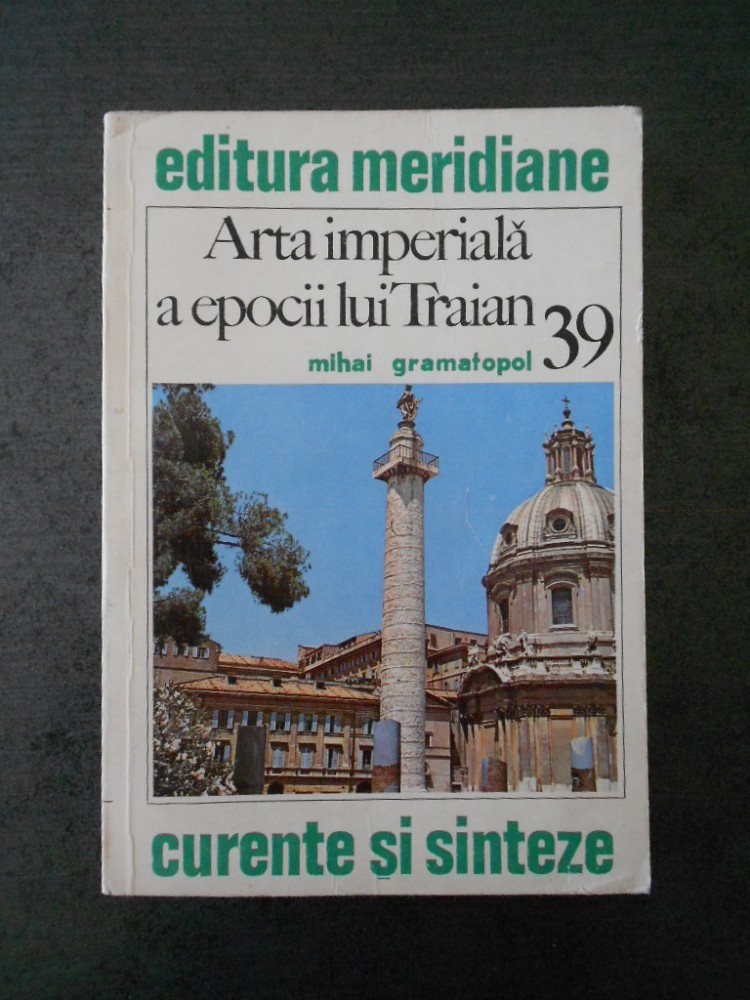 editura meridiane
Arta imperială
a epocii lui Traian
39
mihai gramatopol
curente și sinteze